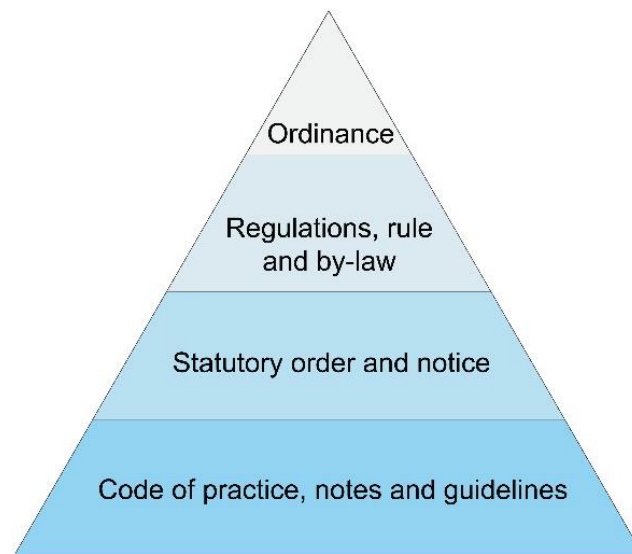 Ordinance
Regulations, rule
and by-law
Statutory order and notice
Code of practice, notes and guidelines